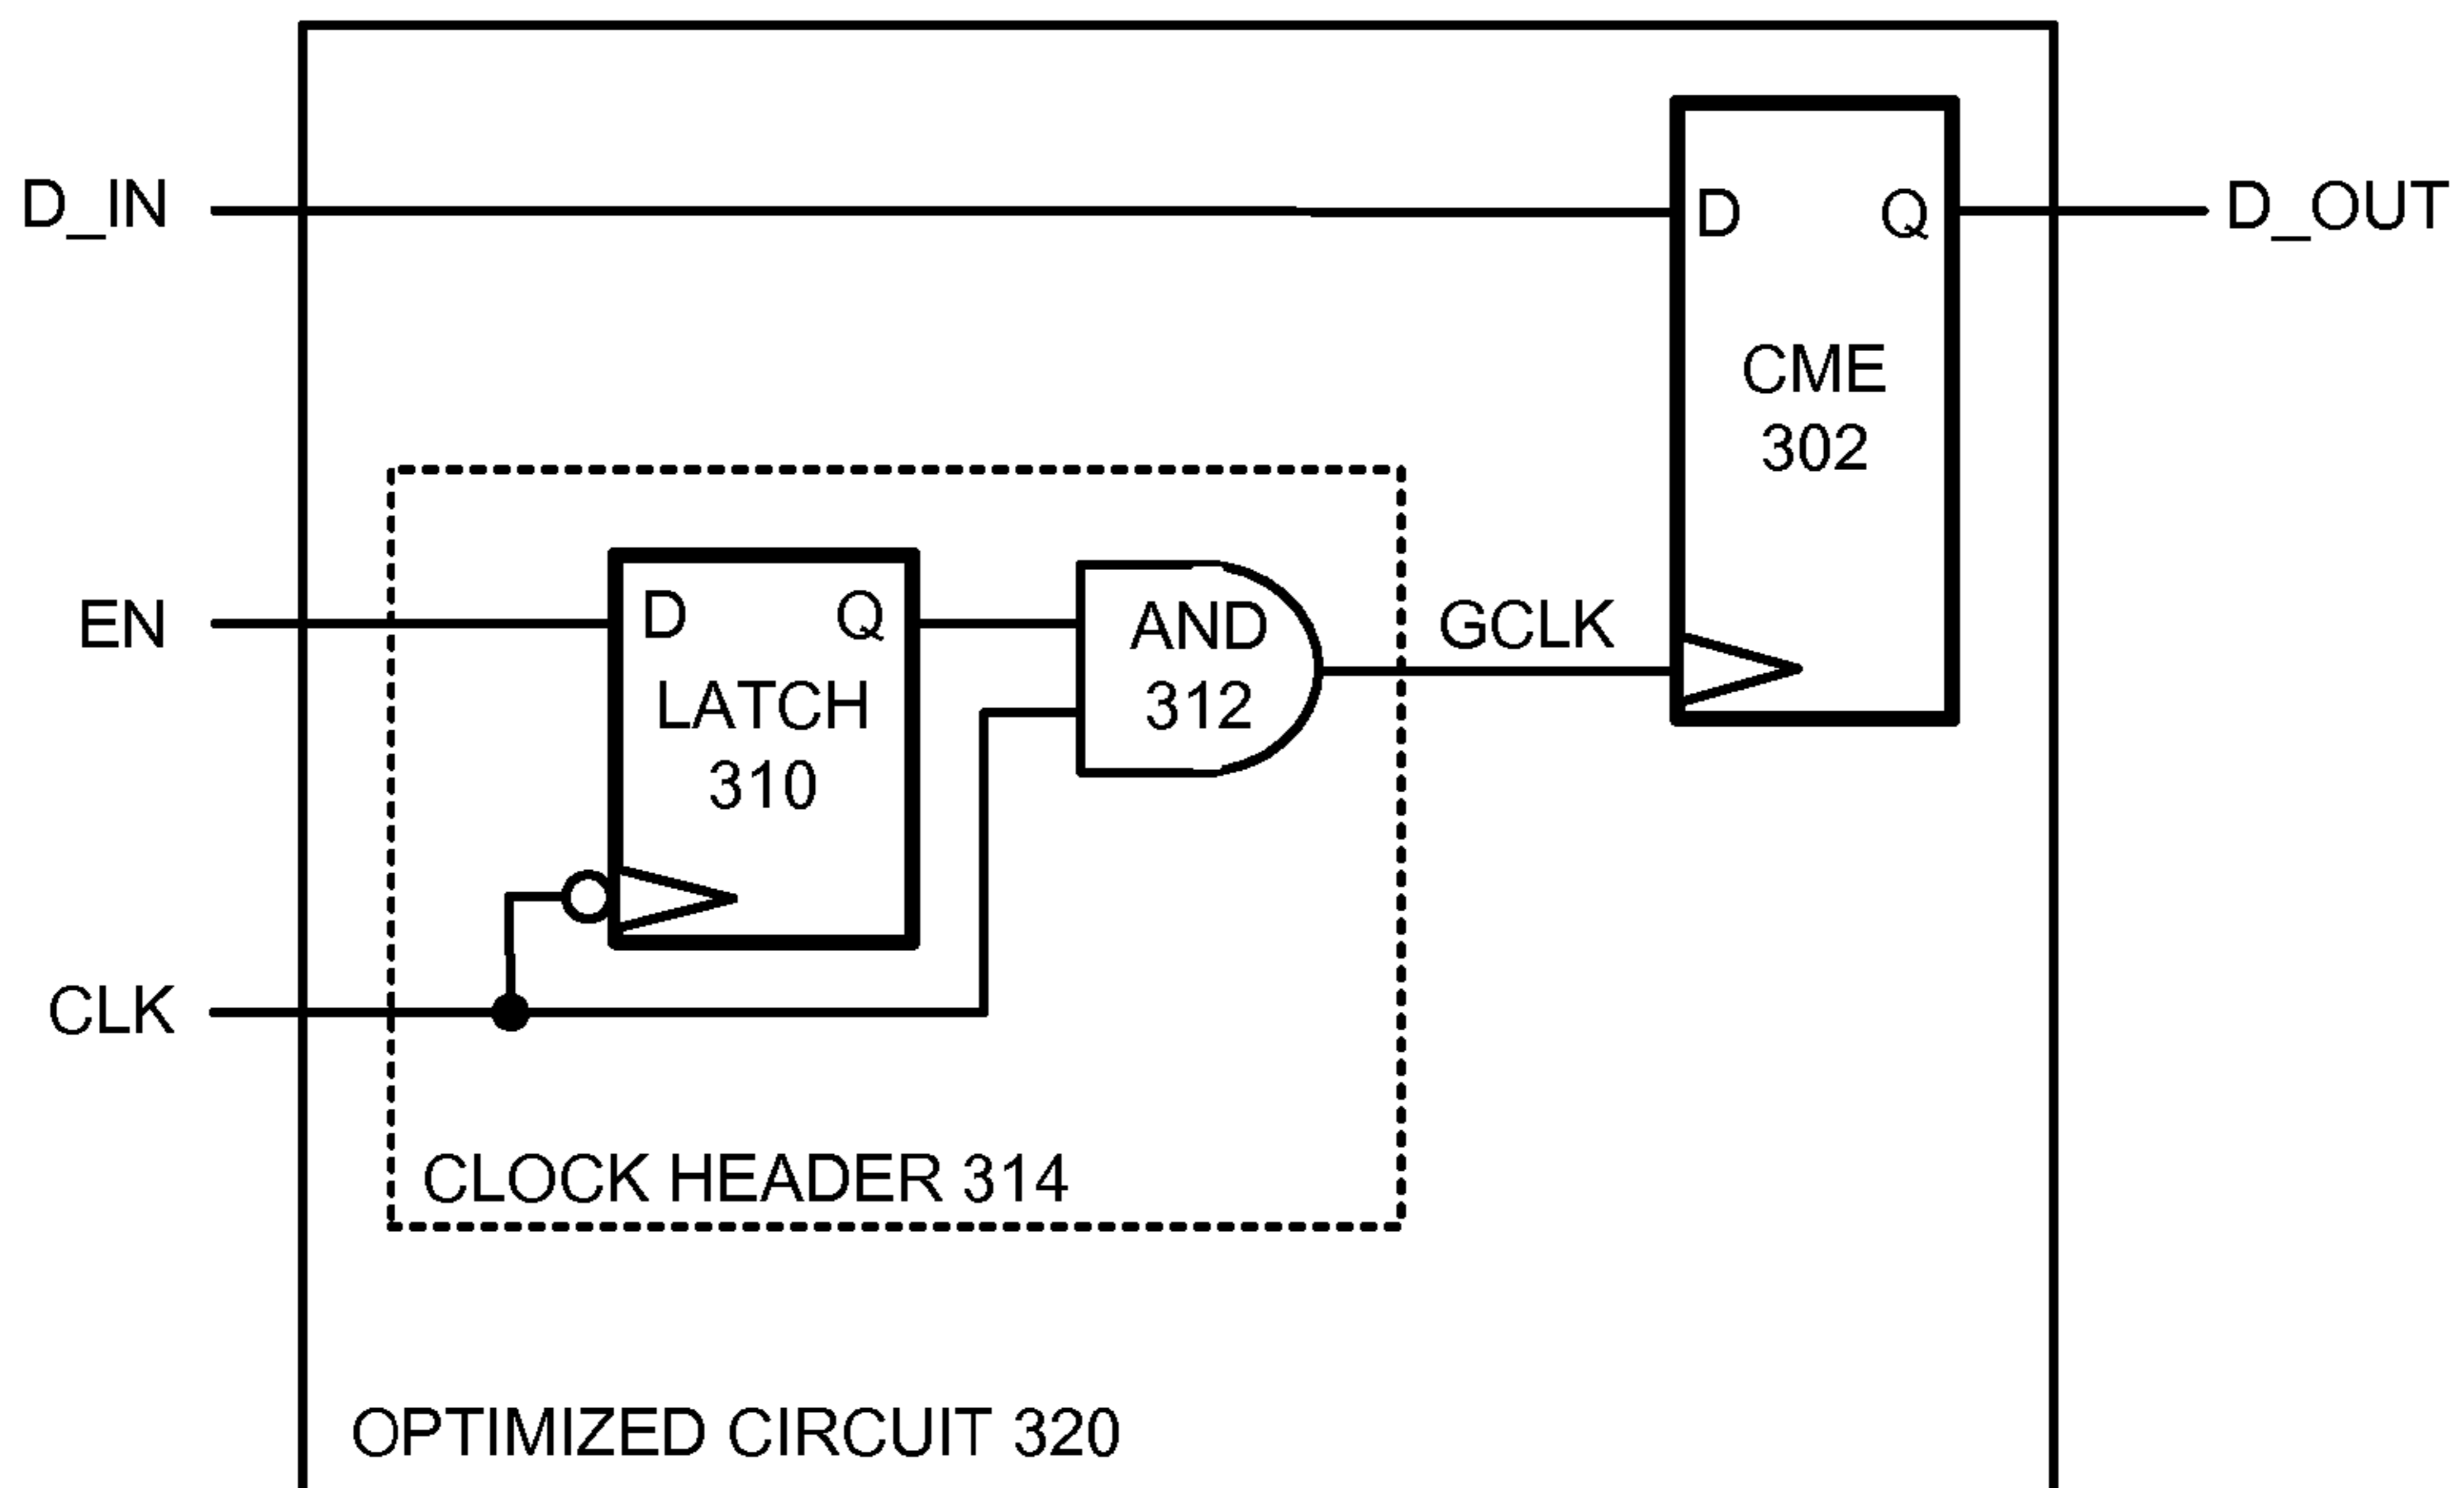 D_IN
D
Q
D_OUT
CME
302
EN
D
Q
LATCH
310
AND
312
GCLK
CLK
CLOCK HEADER 314
OPTIMIZED CIRCUIT 320